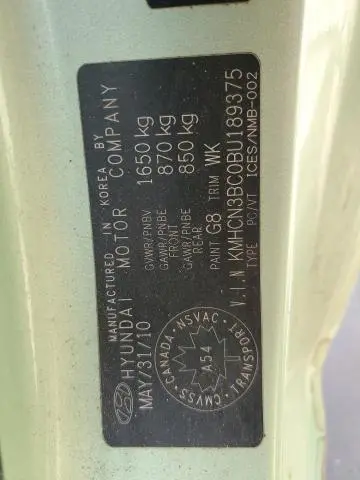 MANUFACTURED IN KOREA BY
HYUNDAI MOTOR COMPANY
MAY/31/10
GVWR/PNBV 1650 kg
GAWR/PNBE FRONT 870 kg
GAWR/PNBE REAR 850 kg
PAINT G8 TRIM WK
V.I.N KMHCN3BC0BU189375
TYPE PC/VT ICES/NMB-002
CANADA • NSVAC • TRANSPORT • CMVSS
A54